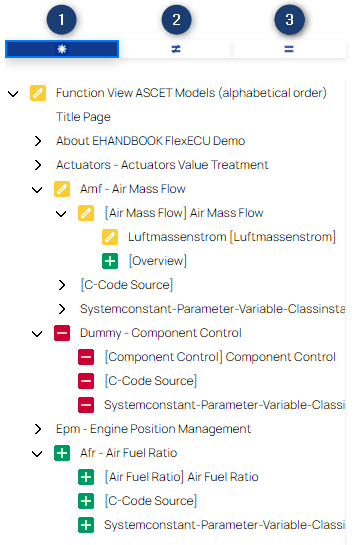 1 2 3
* ≠ =
Function View ASCET Models (alphabetical order)
Title Page
About EHANDBOOK FlexECU Demo
Actuators - Actuators Value Treatment
Amf - Air Mass Flow
[Air Mass Flow] Air Mass Flow
Luftmassenstrom [Luftmassenstrom]
[Overview]
[C-Code Source]
Systemconstant-Parameter-Variable-Classinsta
Dummy - Component Control
[Component Control] Component Control
[C-Code Source]
Systemconstant-Parameter-Variable-Classi
Epm - Engine Position Management
Afr - Air Fuel Ratio
[Air Fuel Ratio] Air Fuel Ratio
[C-Code Source]
Systemconstant-Parameter-Variable-Classi